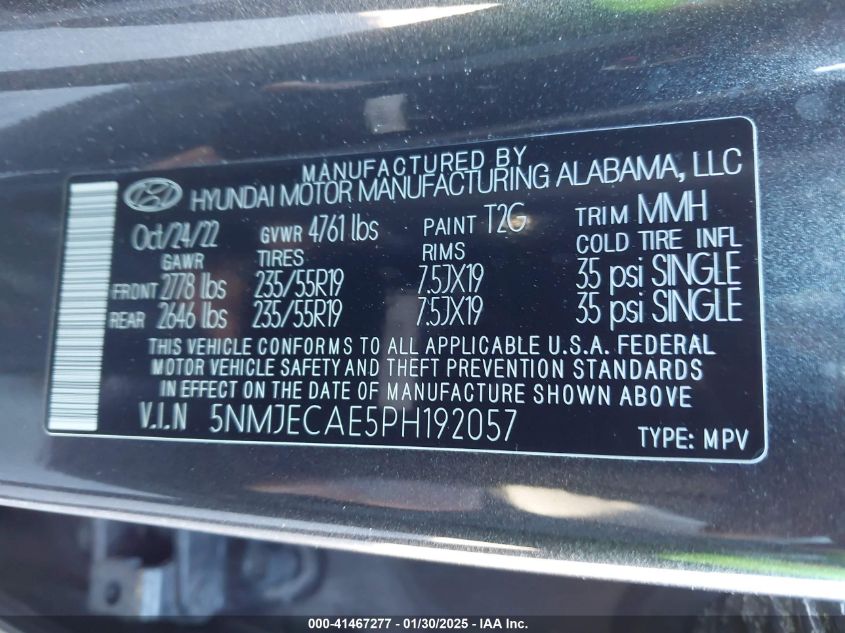 MANUFACTURED BY
HYUNDAI MOTOR MANUFACTURING ALABAMA, LLC
Oct/24/22 GVWR 4761 lbs PAINT T2G TRIM MMH
GAWR TIRES RIMS COLD TIRE INFL
FRONT 2778 lbs 235/55R19 7.5JX19 35 psi SINGLE
REAR 2646 lbs 235/55R19 7.5JX19 35 psi SINGLE
THIS VEHICLE CONFORMS TO ALL APPLICABLE U.S.A. FEDERAL
MOTOR VEHICLE SAFETY AND THEFT PREVENTION STANDARDS
IN EFFECT ON THE DATE OF MANUFACTURE SHOWN ABOVE
V.I.N 5NMJECAE5PH192057 TYPE: MPV
000-41467277 - 01/30/2025 - IAA Inc.